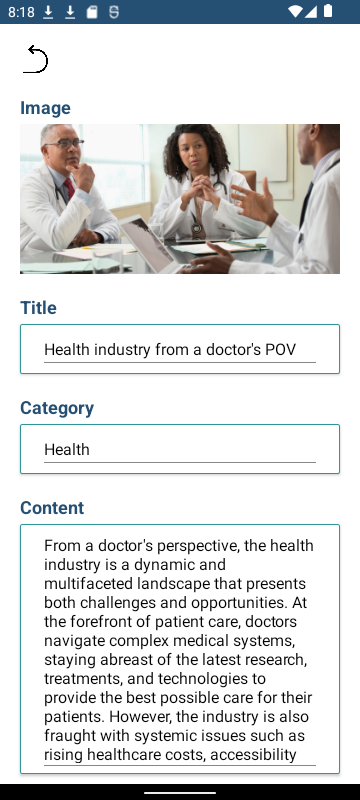 8:18
Image
Title
Health industry from a doctor's POV
Category
Health
Content
From a doctor's perspective, the health
industry is a dynamic and
multifaceted landscape that presents
both challenges and opportunities. At
the forefront of patient care, doctors
navigate complex medical systems,
staying abreast of the latest research,
treatments, and technologies to
provide the best possible care for their
patients. However, the industry is also
fraught with systemic issues such as
rising healthcare costs, accessibility